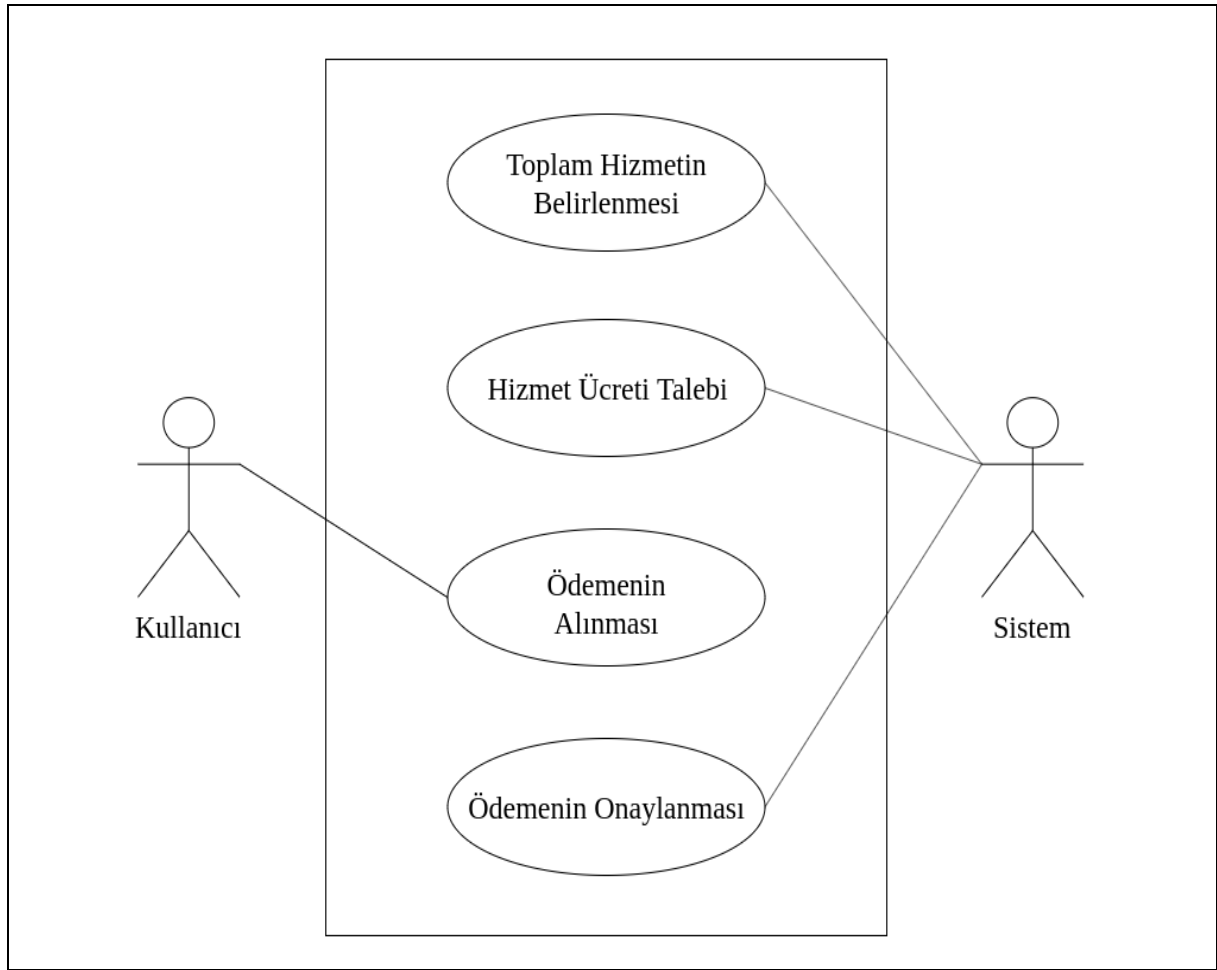 Toplam Hizmetin
Belirlenmesi
Hizmet Ücreti Talebi
Ödemenin
Alınması
Kullanıcı
Sistem
Ödemenin Onaylanması